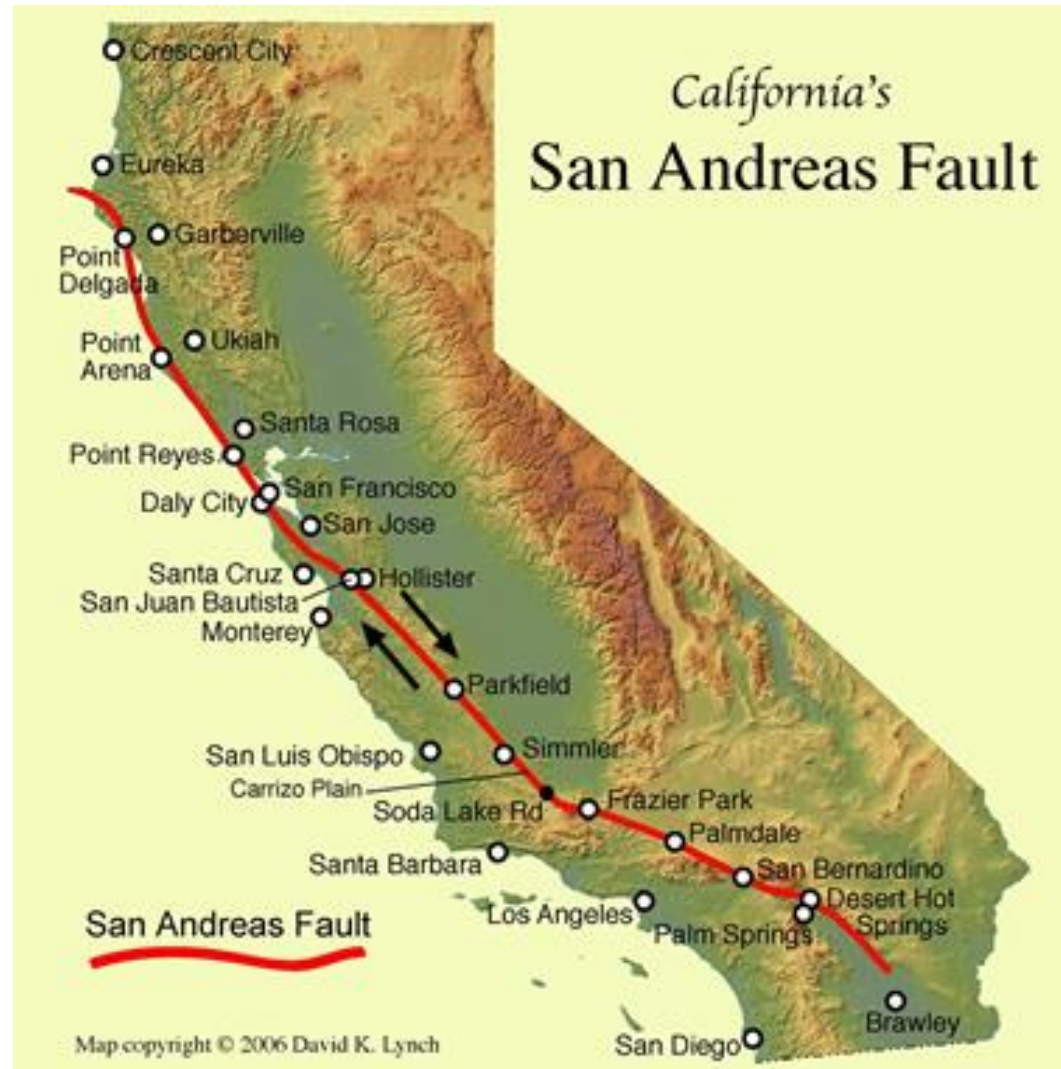 California's
San Andreas Fault
Crescent City
Eureka
Garberville
Point
Delgada
Ukiah
Point
Arena
Santa Rosa
Point Reyes
San Francisco
Daly City
San Jose
Santa Cruz
Hollister
San Juan Bautista
Monterey
Parkfield
San Luis Obispo
Simmler
Carrizo Plain
Soda Lake Rd
Frazier Park
Palmdale
Santa Barbara
San Bernardino
Los Angeles
Desert Hot
Springs
Palm Springs
San Andreas Fault
Brawley
San Diego
Map copyright © 2006 David K. Lynch